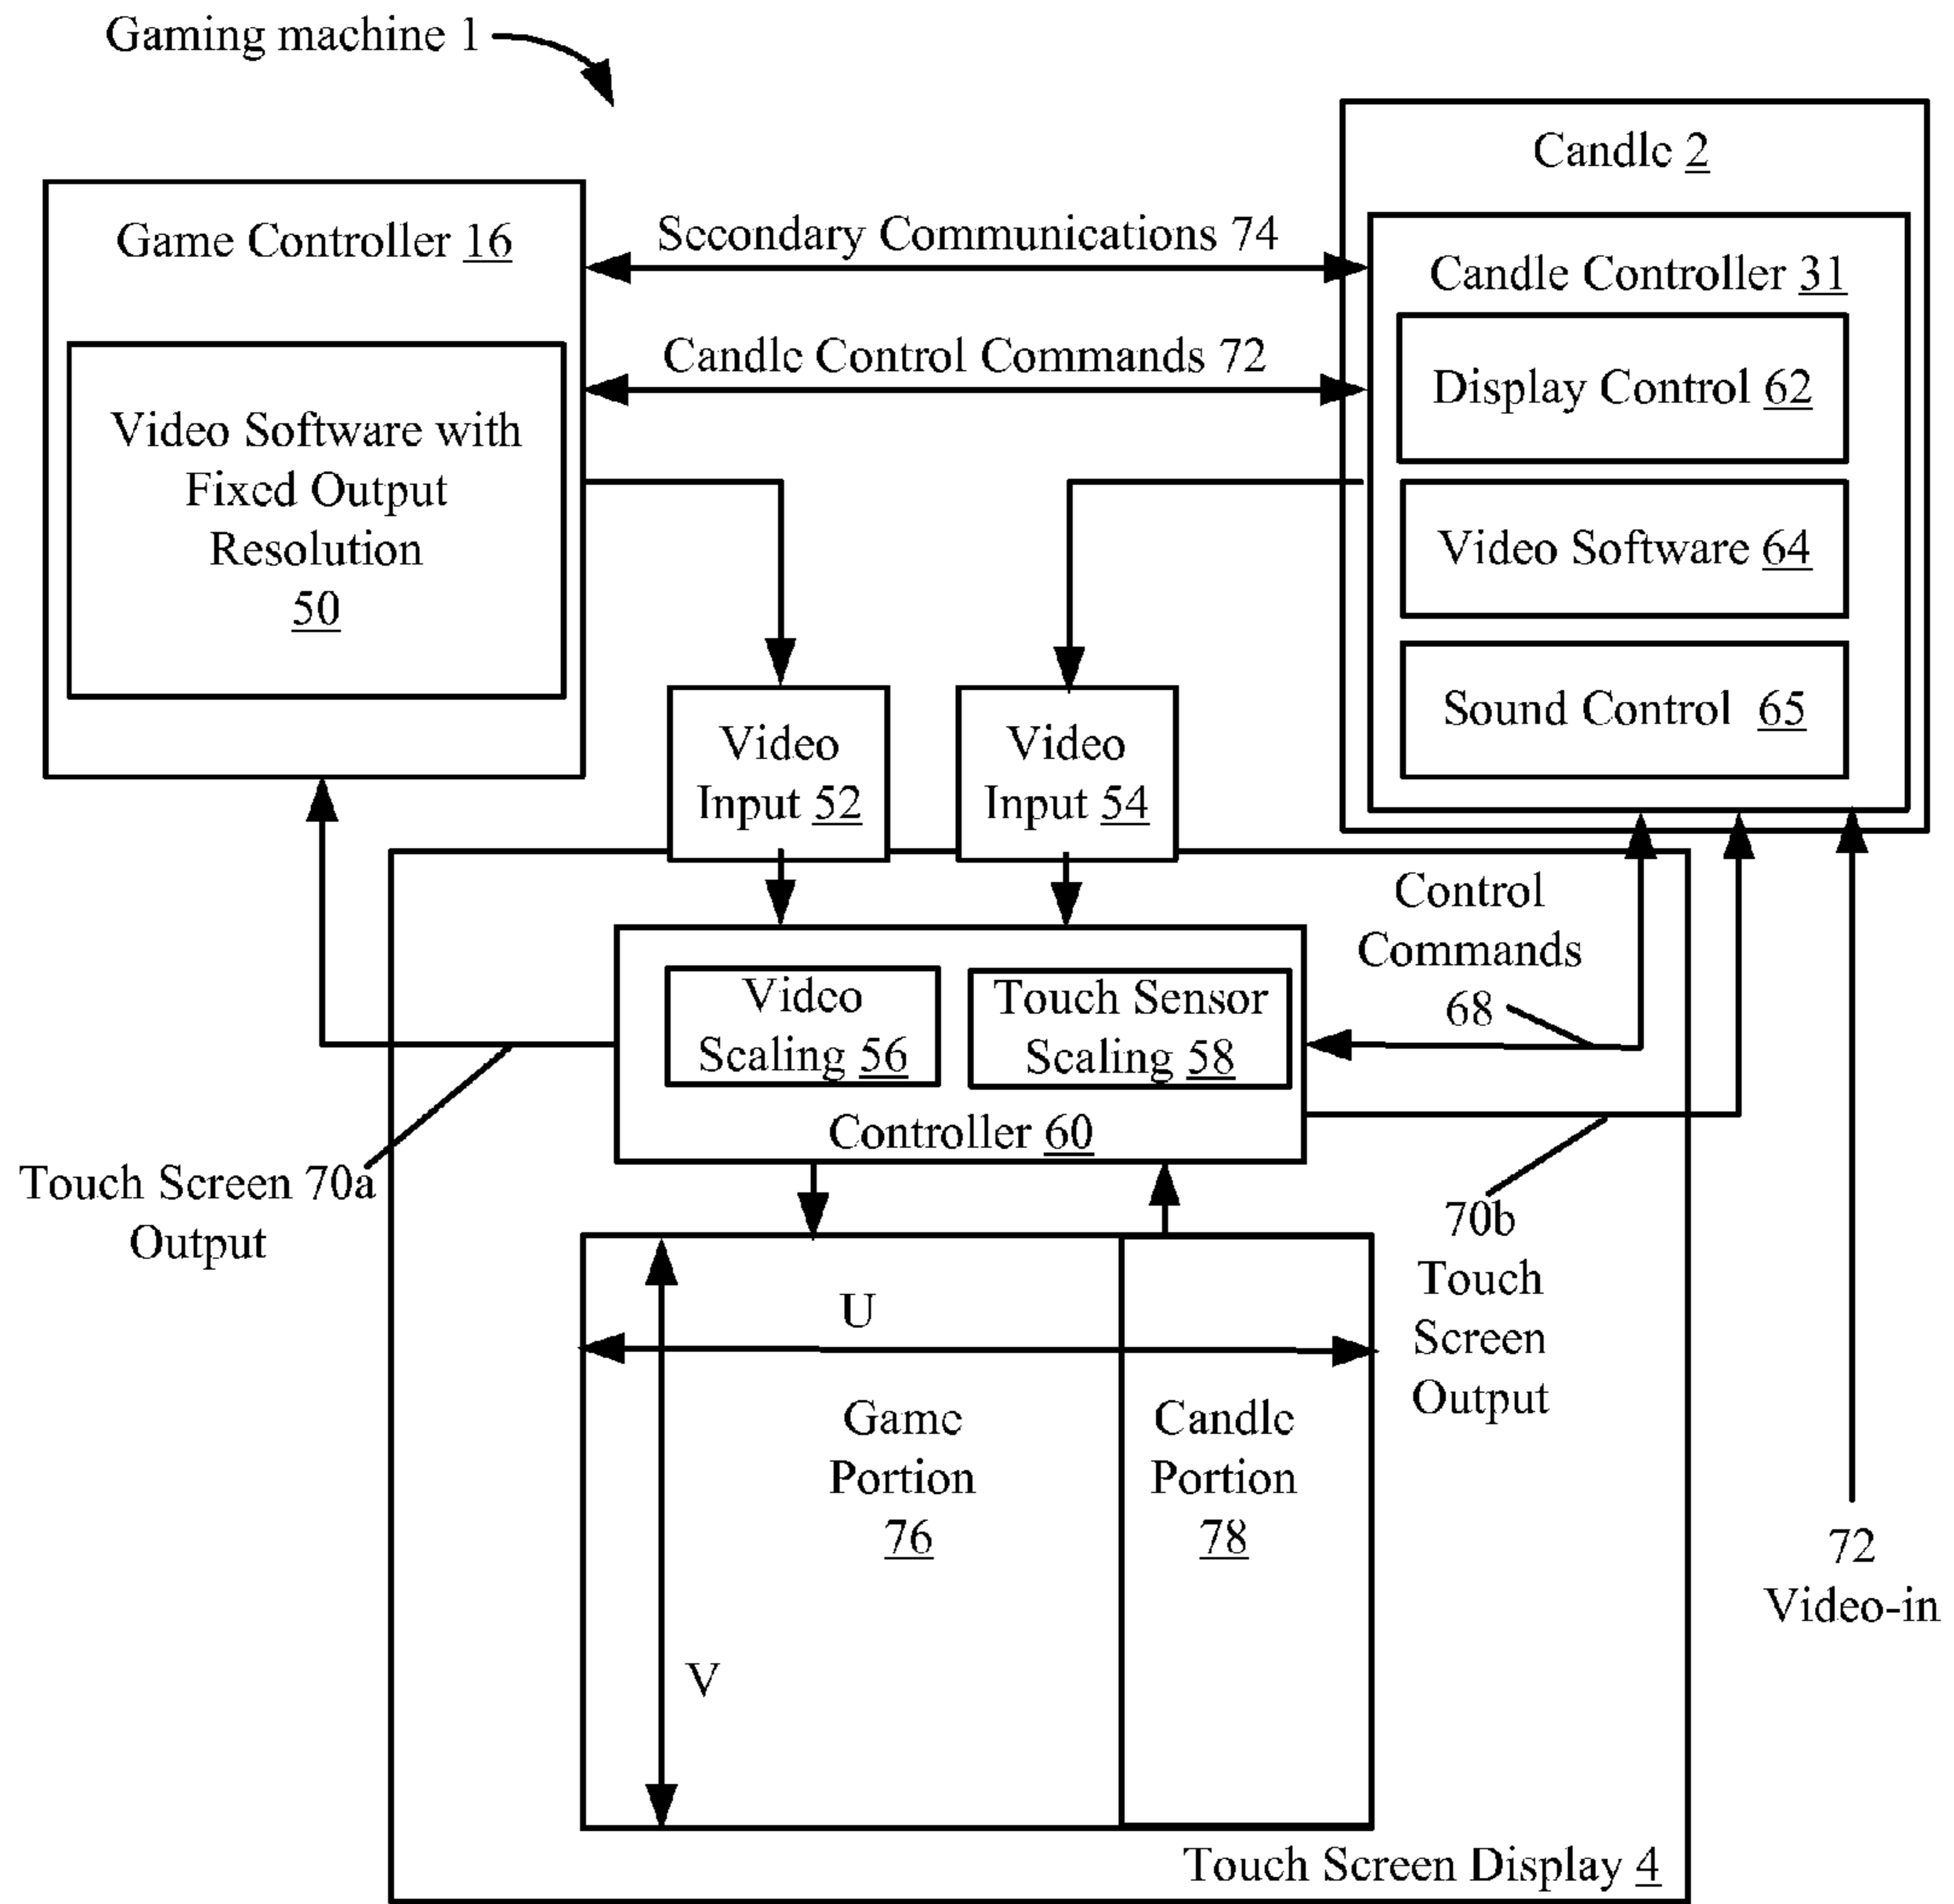 Gaming machine 1
Candle 2
Game Controller 16
Secondary Communications 74
Candle Controller 31
Candle Control Commands 72
Display Control 62
Video Software with
Fixed Output
Resolution
50
Video Software 64
Sound Control 65
Video
Input 52
Video
Input 54
Control
Commands
68
Video
Scaling 56
Touch Sensor
Scaling 58
Controller 60
Touch Screen 70a
Output
70b
Touch
Screen
Output
U
Game
Portion
76
Candle
Portion
78
V
72
Video-in
Touch Screen Display 4